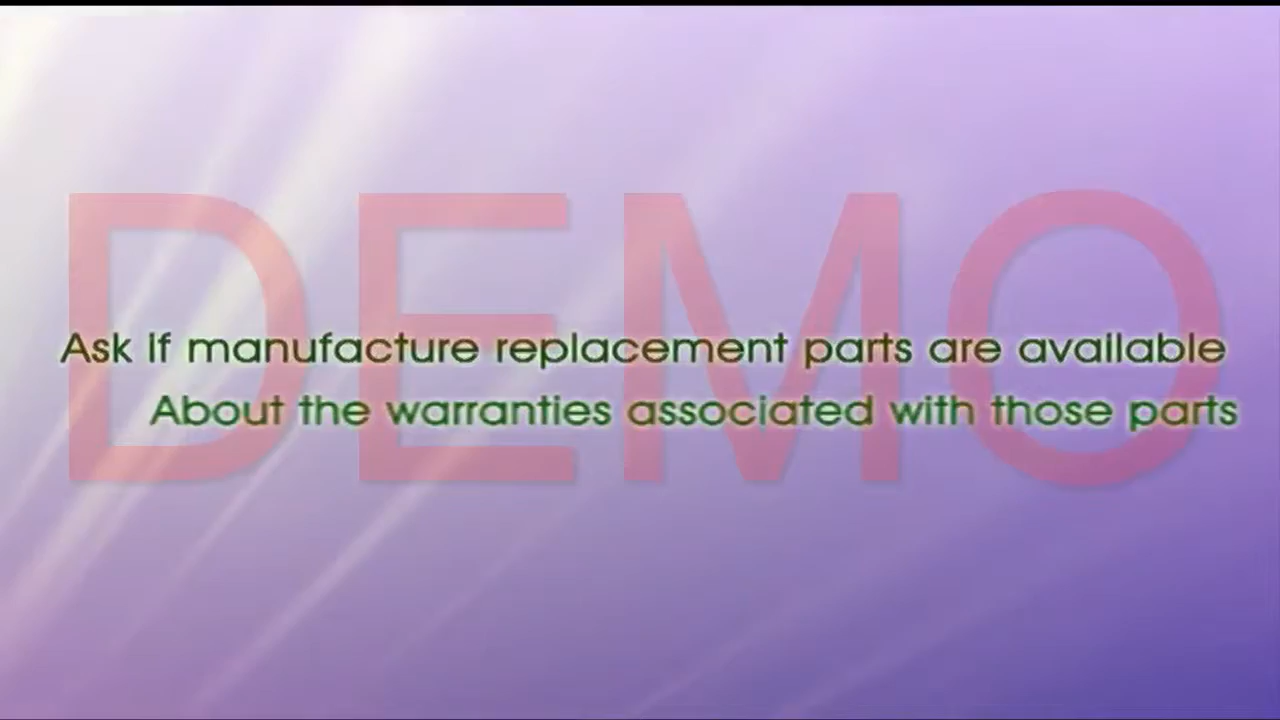 DEMO
Ask if manufacture replacement parts are available
About the warranties associated with those parts